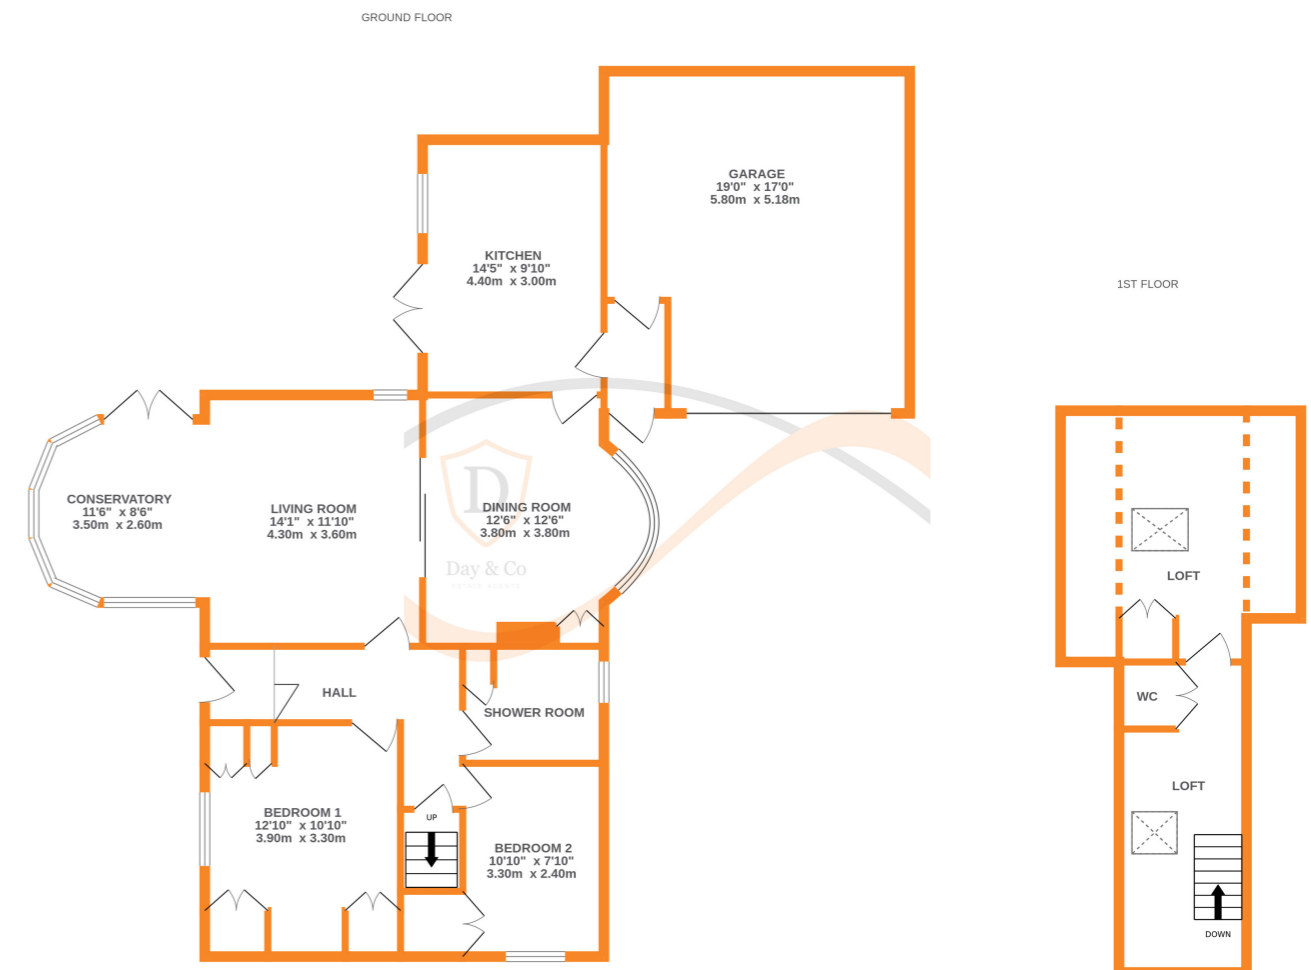 GROUND FLOOR
GARAGE
19'0" x 17'0"
5.80m x 5.18m
KITCHEN
14'5" x 9'10"
4.40m x 3.00m
1ST FLOOR
CONSERVATORY
11'6" x 8'6"
3.50m x 2.60m
LIVING ROOM
14'1" x 11'10"
4.30m x 3.60m
D
DINING ROOM
12'6" x 12'6"
3.80m x 3.80m
Day & Co
ESTATE AGENTS
LOFT
HALL
SHOWER ROOM
WC
LOFT
BEDROOM 1
12'10" x 10'10"
3.90m x 3.30m
UP
BEDROOM 2
10'10" x 7'10"
3.30m x 2.40m
DOWN